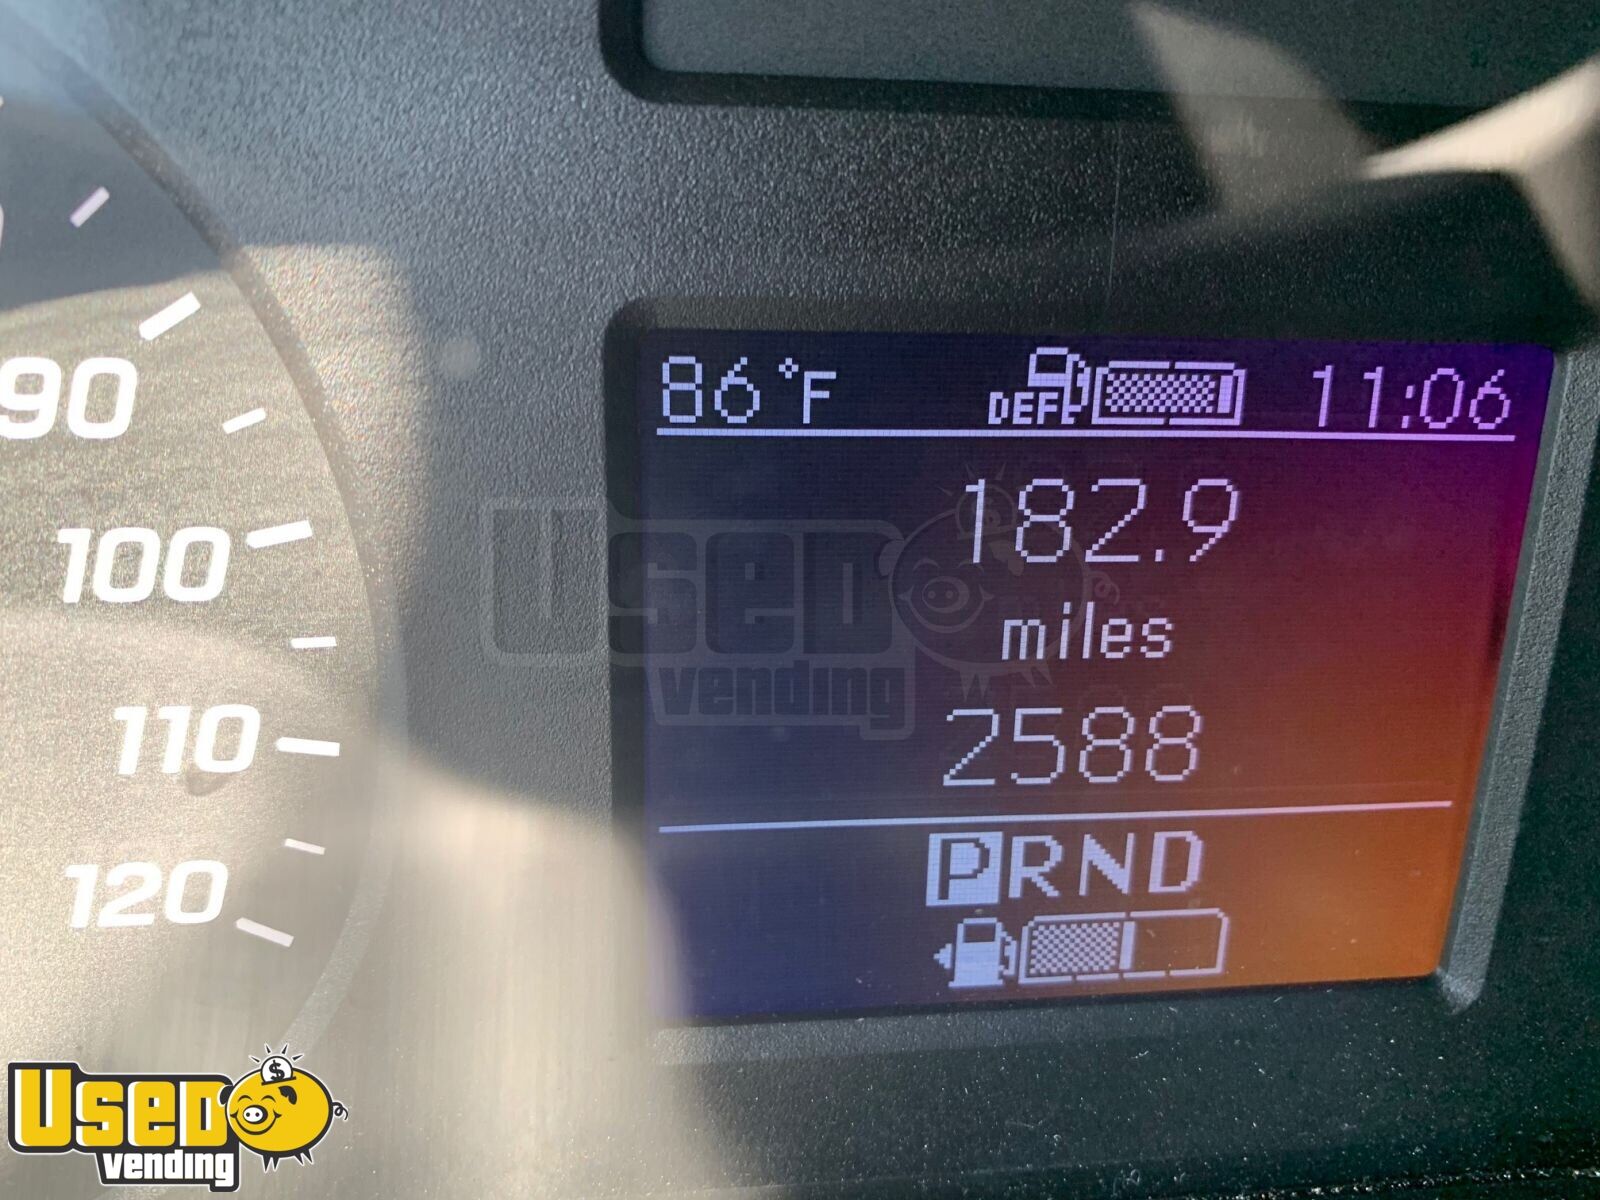 90
100
110
120
86°F DEF 11:06
182.9
miles
2588
PRND
USED
vending
USED
$
vending